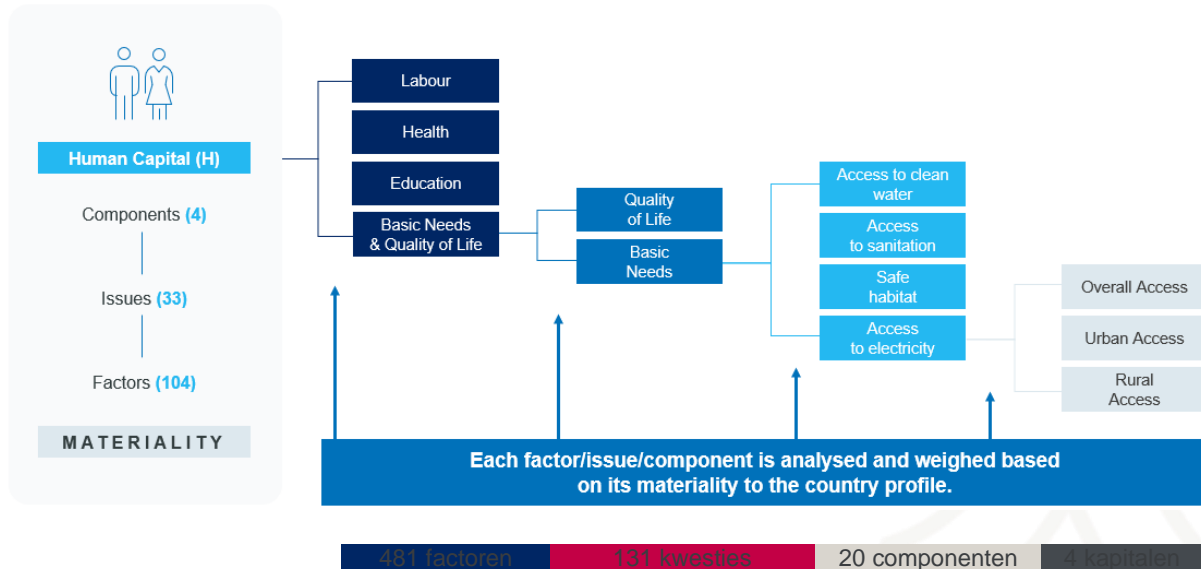 Human Capital (H)
Components (4)
Issues (33)
Factors (104)
MATERIALITY
Labour
Health
Education
Basic Needs
& Quality of Life
Quality
of Life
Basic
Needs
Access to clean
water
Access
to sanitation
Safe
habitat
Access
to electricity
Overall Access
Urban Access
Rural
Access
Each factor/issue/component is analysed and weighed based
on its materiality to the country profile.
481 factoren 131 kwesties 20 componenten 4 kapitalen